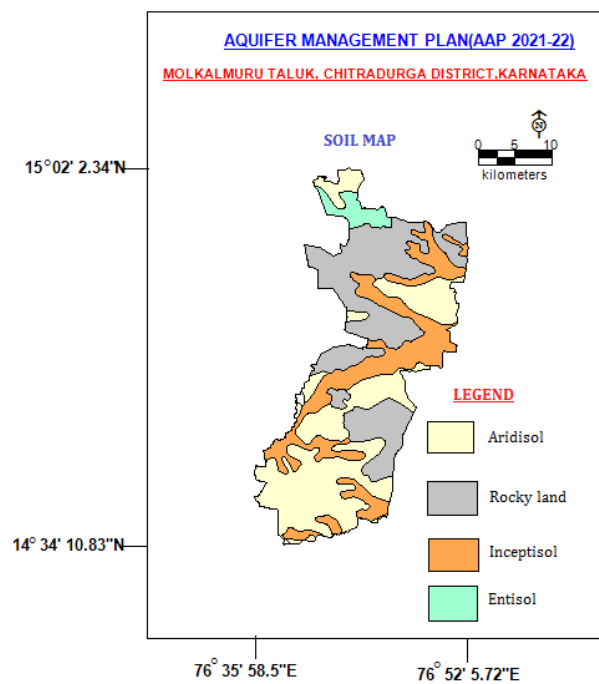 AQUIFER MANAGEMENT PLAN(AAP 2021-22)
MOLKALMURU TALUK, CHITRADURGA DISTRICT,KARNATAKA
SOIL MAP
N
0 5 10
kilometers
15° 02' 2.34"N
LEGEND
Aridisol
Rocky land
Inceptisol
Entisol
14° 34' 10.83"N
76° 35' 58.5"E
76° 52' 5.72"E